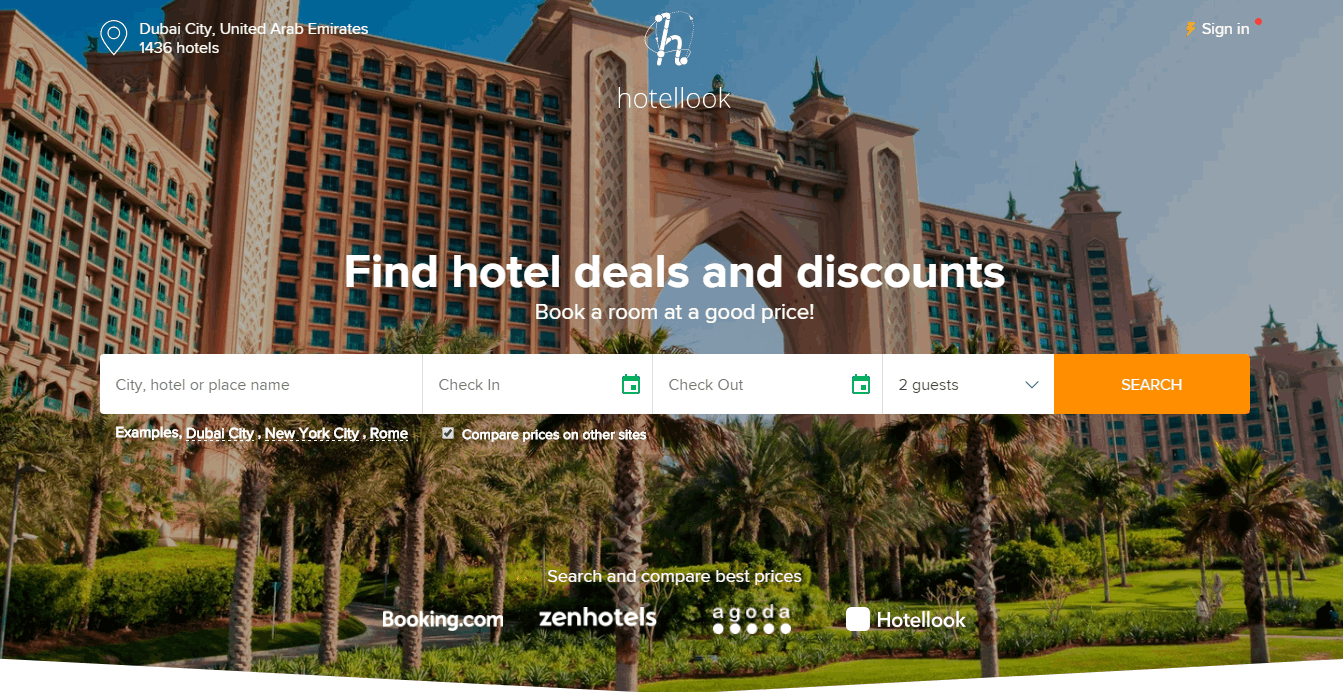 Dubai City, United Arab Emirates
1436 hotels
h
hotellook
Sign in
Find hotel deals and discounts
Book a room at a good price!
City, hotel or place name
Check In
Check Out
2 guests
SEARCH
Examples, Dubai City , New York City , Rome
Compare prices on other sites
Search and compare best prices
Booking.com
zenhotels
agoda
Hotellook